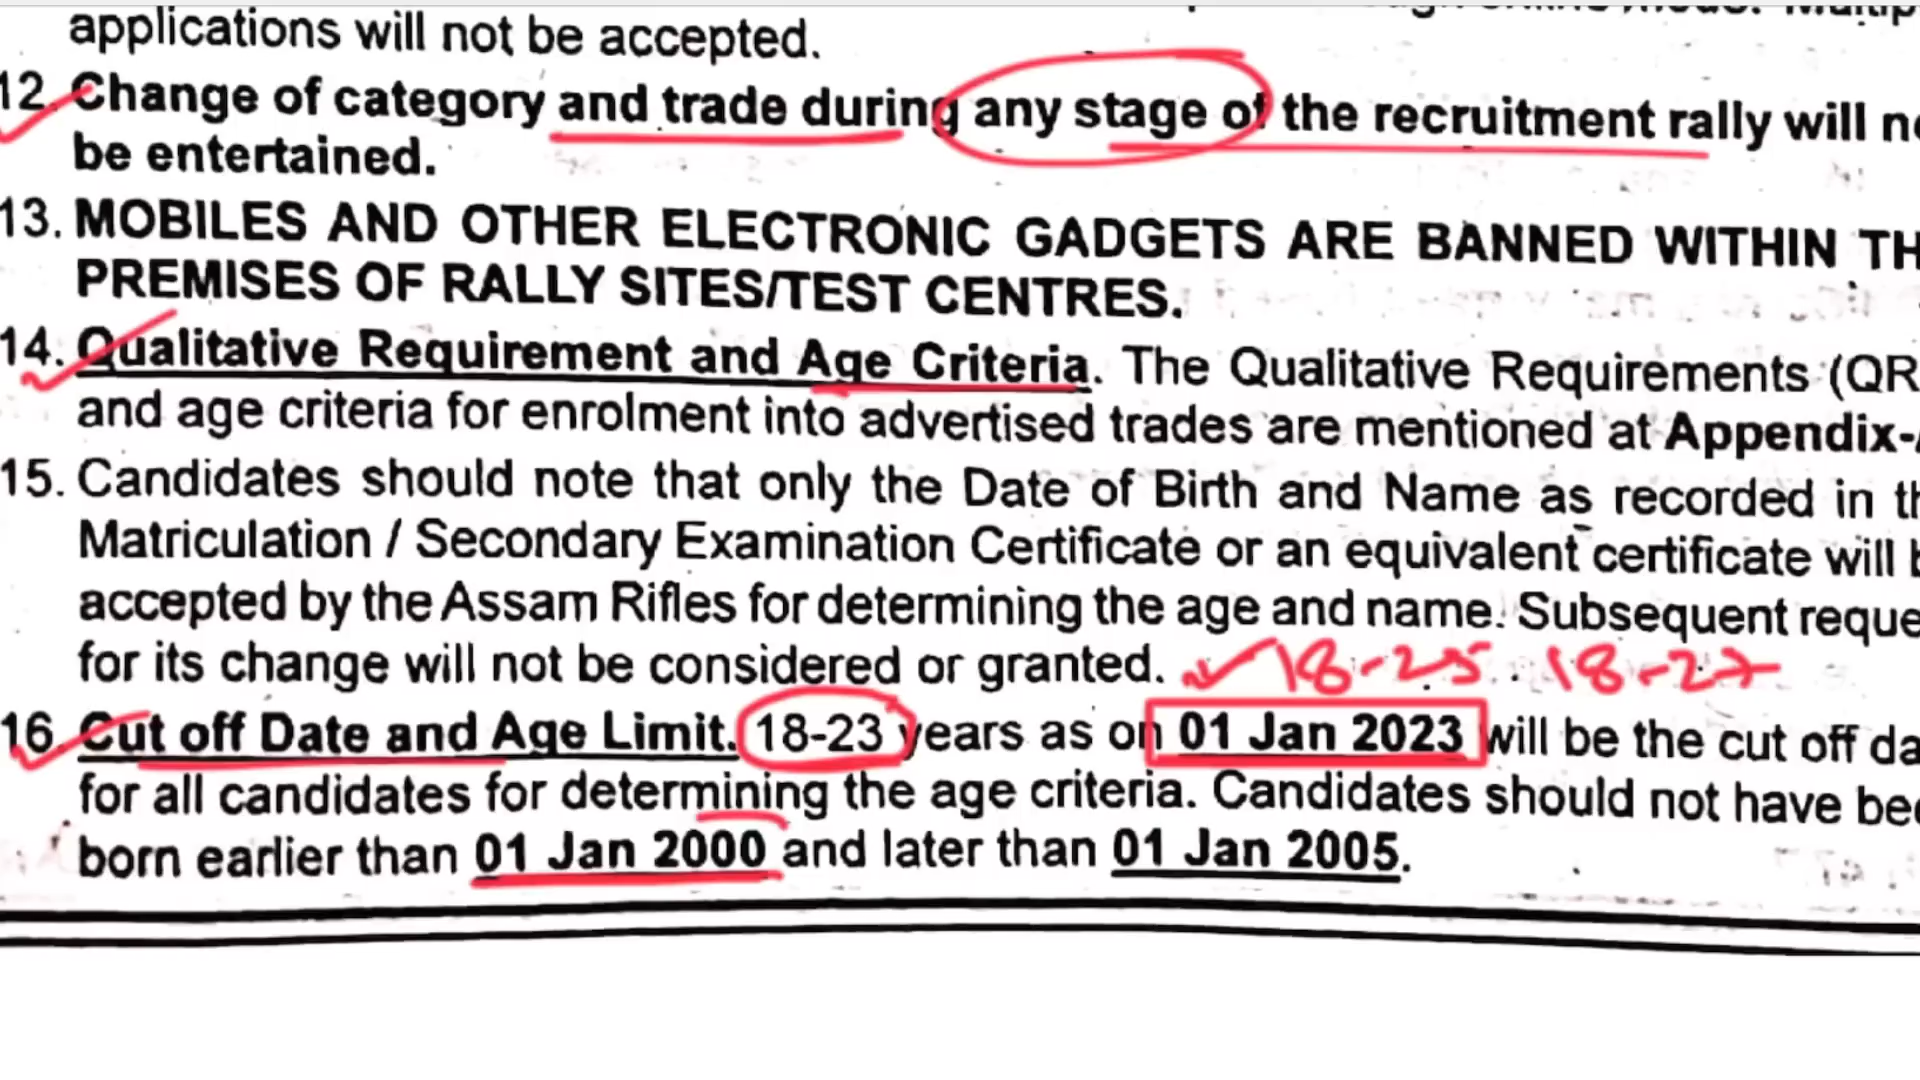 applications will not be accepted.
12. Change of category and trade during any stage of the recruitment rally will
be entertained.
13. MOBILES AND OTHER ELECTRONIC GADGETS ARE BANNED WITHIN
PREMISES OF RALLY SITES/TEST CENTRES.
14. Qualitative Requirement and Age Criteria. The Qualitative Requirements (QR
and age criteria for enrolment into advertised trades are mentioned at Appendix-
15. Candidates should note that only the Date of Birth and Name as recorded in
Matriculation / Secondary Examination Certificate or an equivalent certificate will
accepted by the Assam Rifles for determining the age and name. Subsequent
for its change will not be considered or granted. 18-25 18-27
16. Cut off Date and Age Limit. 18-23 years as on 01 Jan 2023 will be the cut off
for all candidates for determining the age criteria. Candidates should not have
born earlier than 01 Jan 2000 and later than 01 Jan 2005.